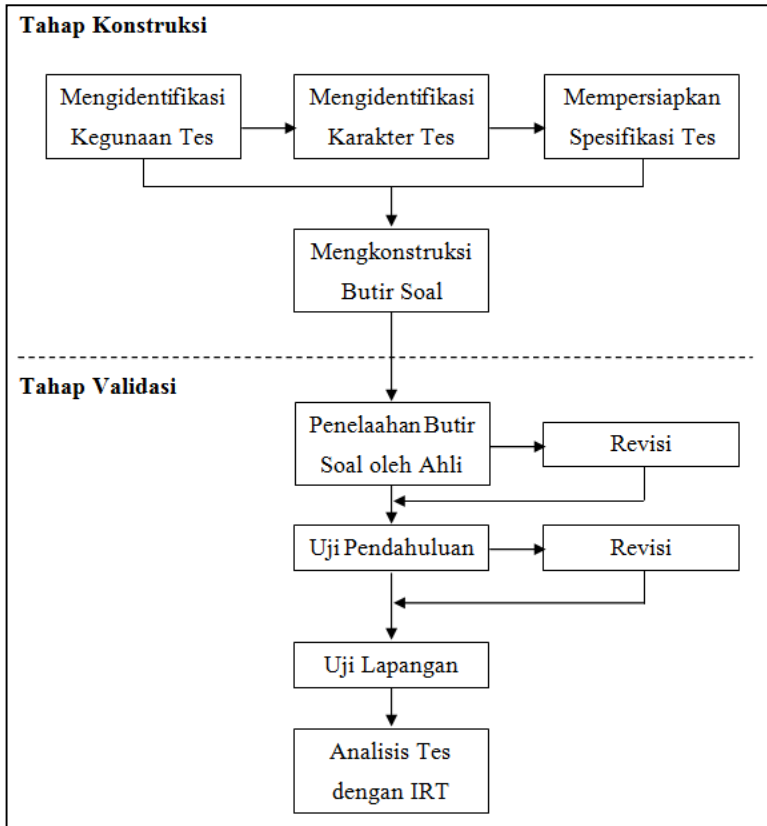 Tahap Konstruksi
Mengidentifikasi
Kegunaan Tes
Mengidentifikasi
Karakter Tes
Mempersiapkan
Spesifikasi Tes
Mengkonstruksi
Butir Soal
Tahap Validasi
Penelaahan Butir
Soal oleh Ahli
Revisi
Uji Pendahuluan
Revisi
Uji Lapangan
Analisis Tes
dengan IRT